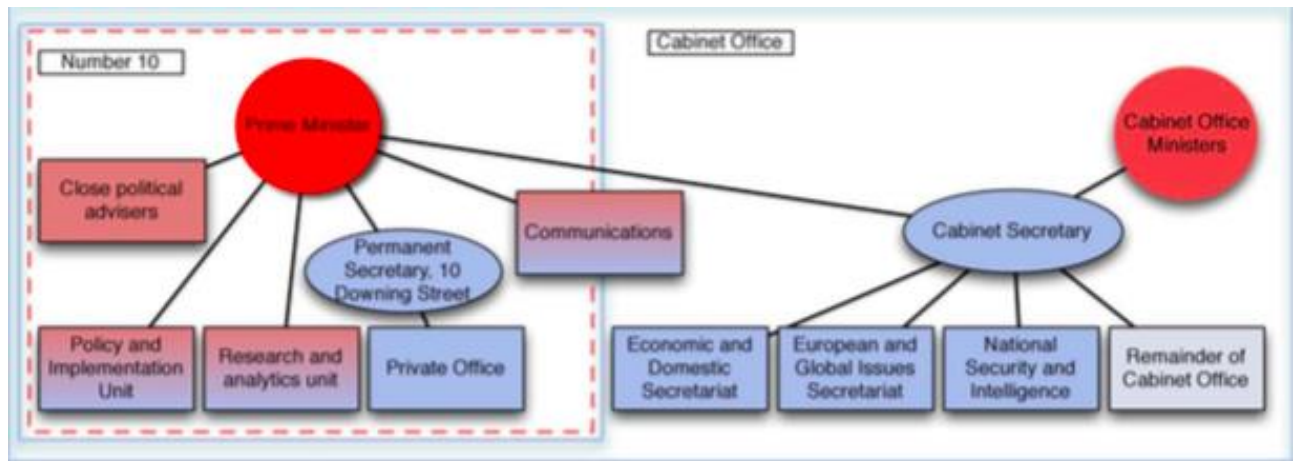 Number 10
Cabinet Office
Prime Minister
Cabinet Office
Ministers
Close political
advisers
Communications
Cabinet Secretary
Permanent
Secretary, 10
Downing Street
Policy and
Implementation
Unit
Research and
analytics unit
Private Office
Economic and
Domestic
Secretariat
European and
Global Issues
Secretariat
National
Security and
Intelligence
Remainder of
Cabinet Office